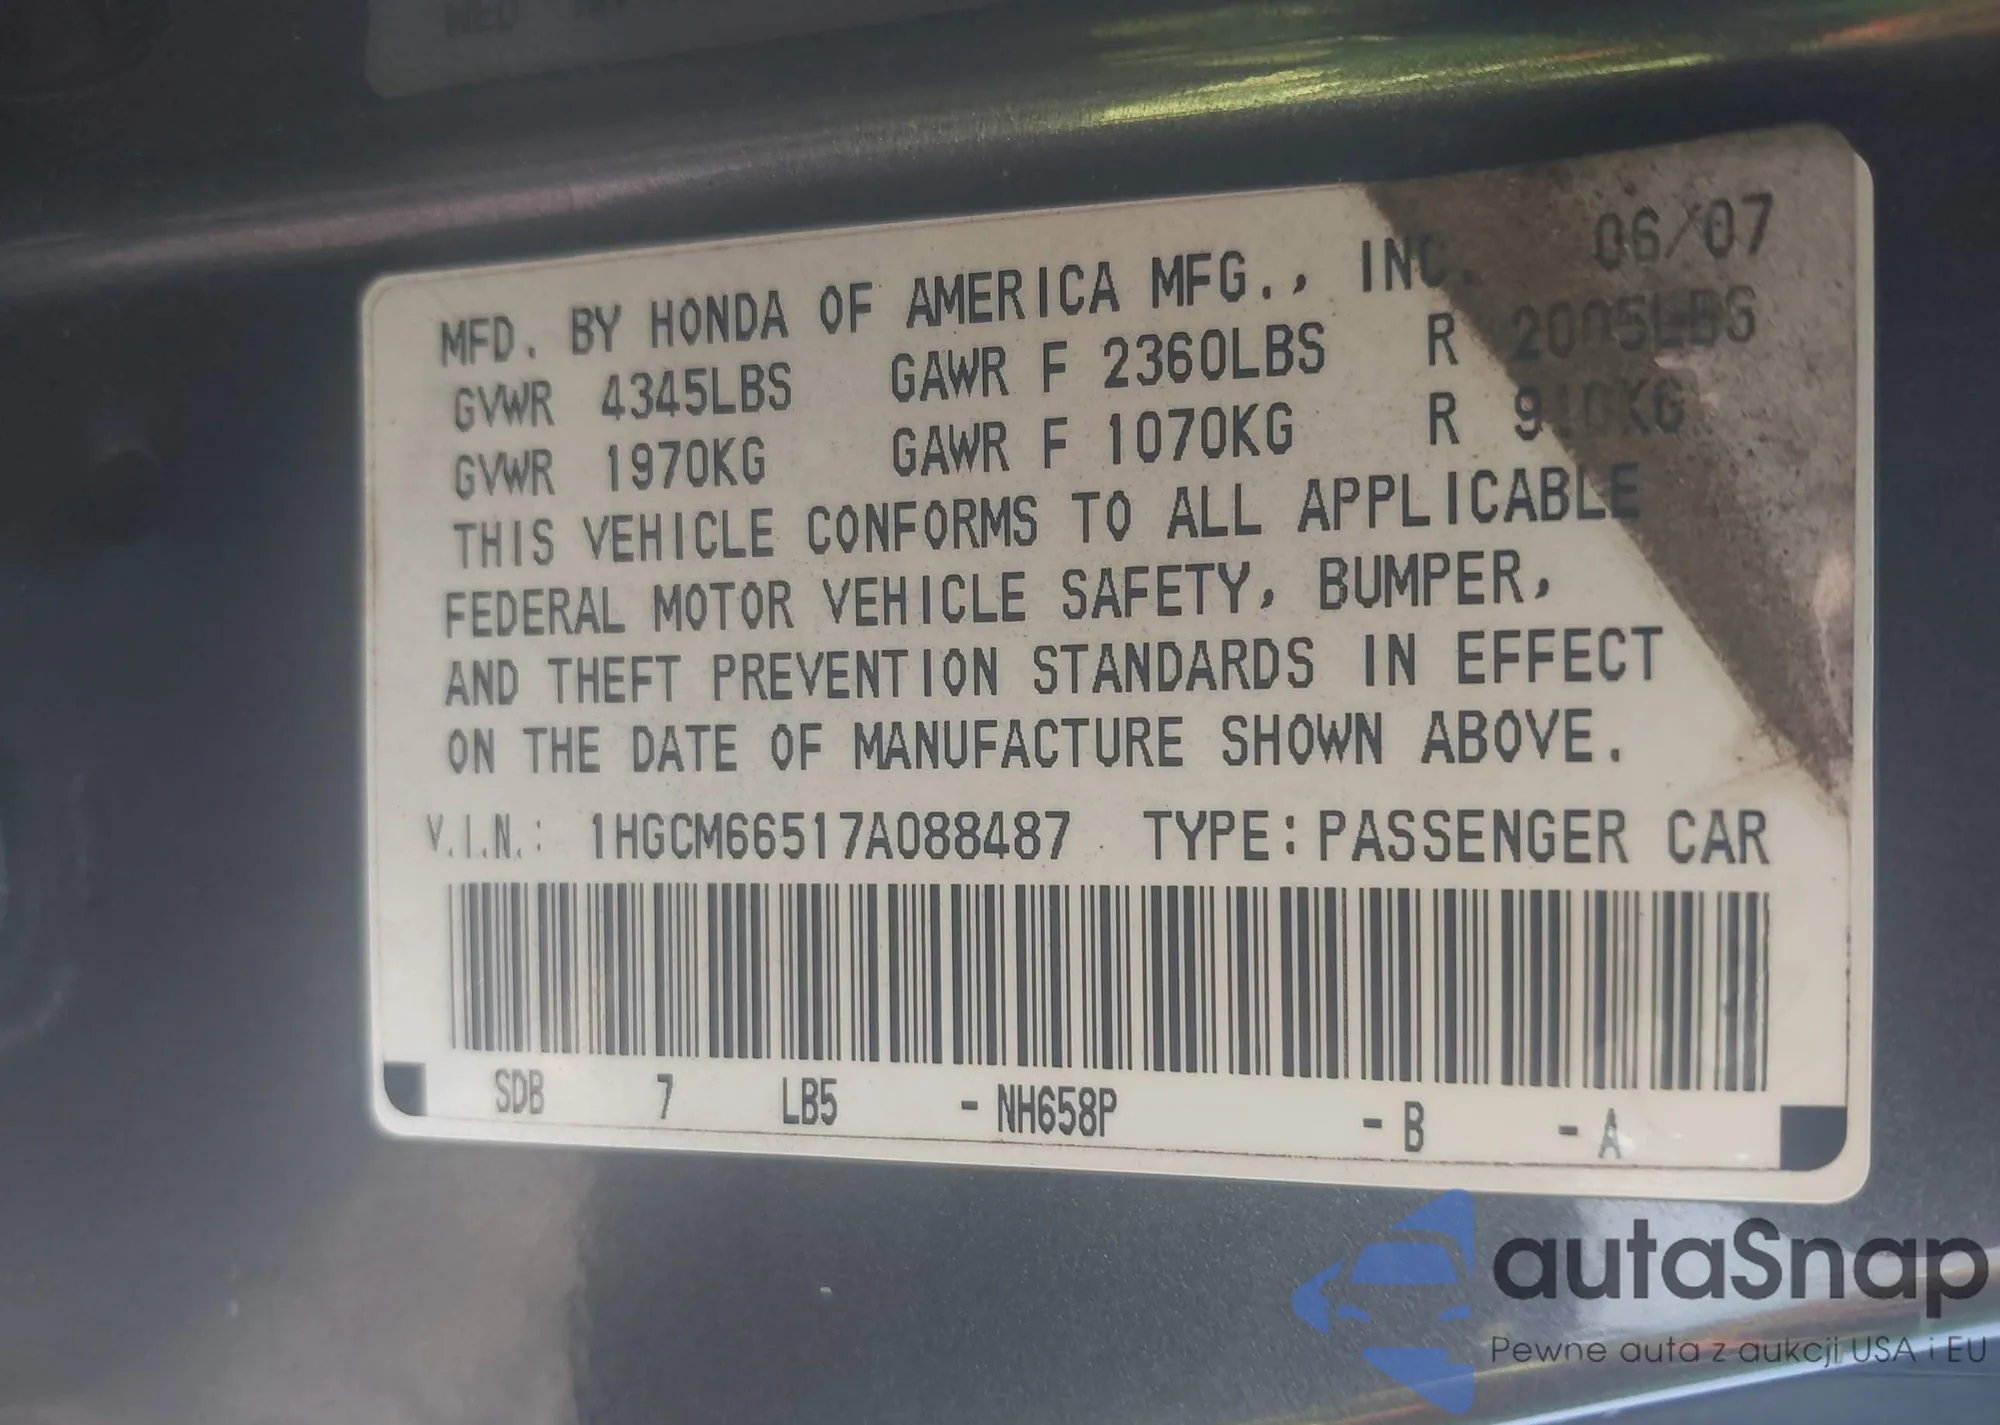 MFD. BY HONDA OF AMERICA MFG., INC. 06/07
GVWR 4345LBS GAWR F 2360LBS R 2005LBS
GVWR 1970KG GAWR F 1070KG R 910KG
THIS VEHICLE CONFORMS TO ALL APPLICABLE
FEDERAL MOTOR VEHICLE SAFETY, BUMPER,
AND THEFT PREVENTION STANDARDS IN EFFECT
ON THE DATE OF MANUFACTURE SHOWN ABOVE.
V.I.N.: 1HGCM66517A088487 TYPE: PASSENGER CAR
SDB 7 LB5 - NH658P - B - A
autaSnap
Pewne auta z aukcji USA i EU